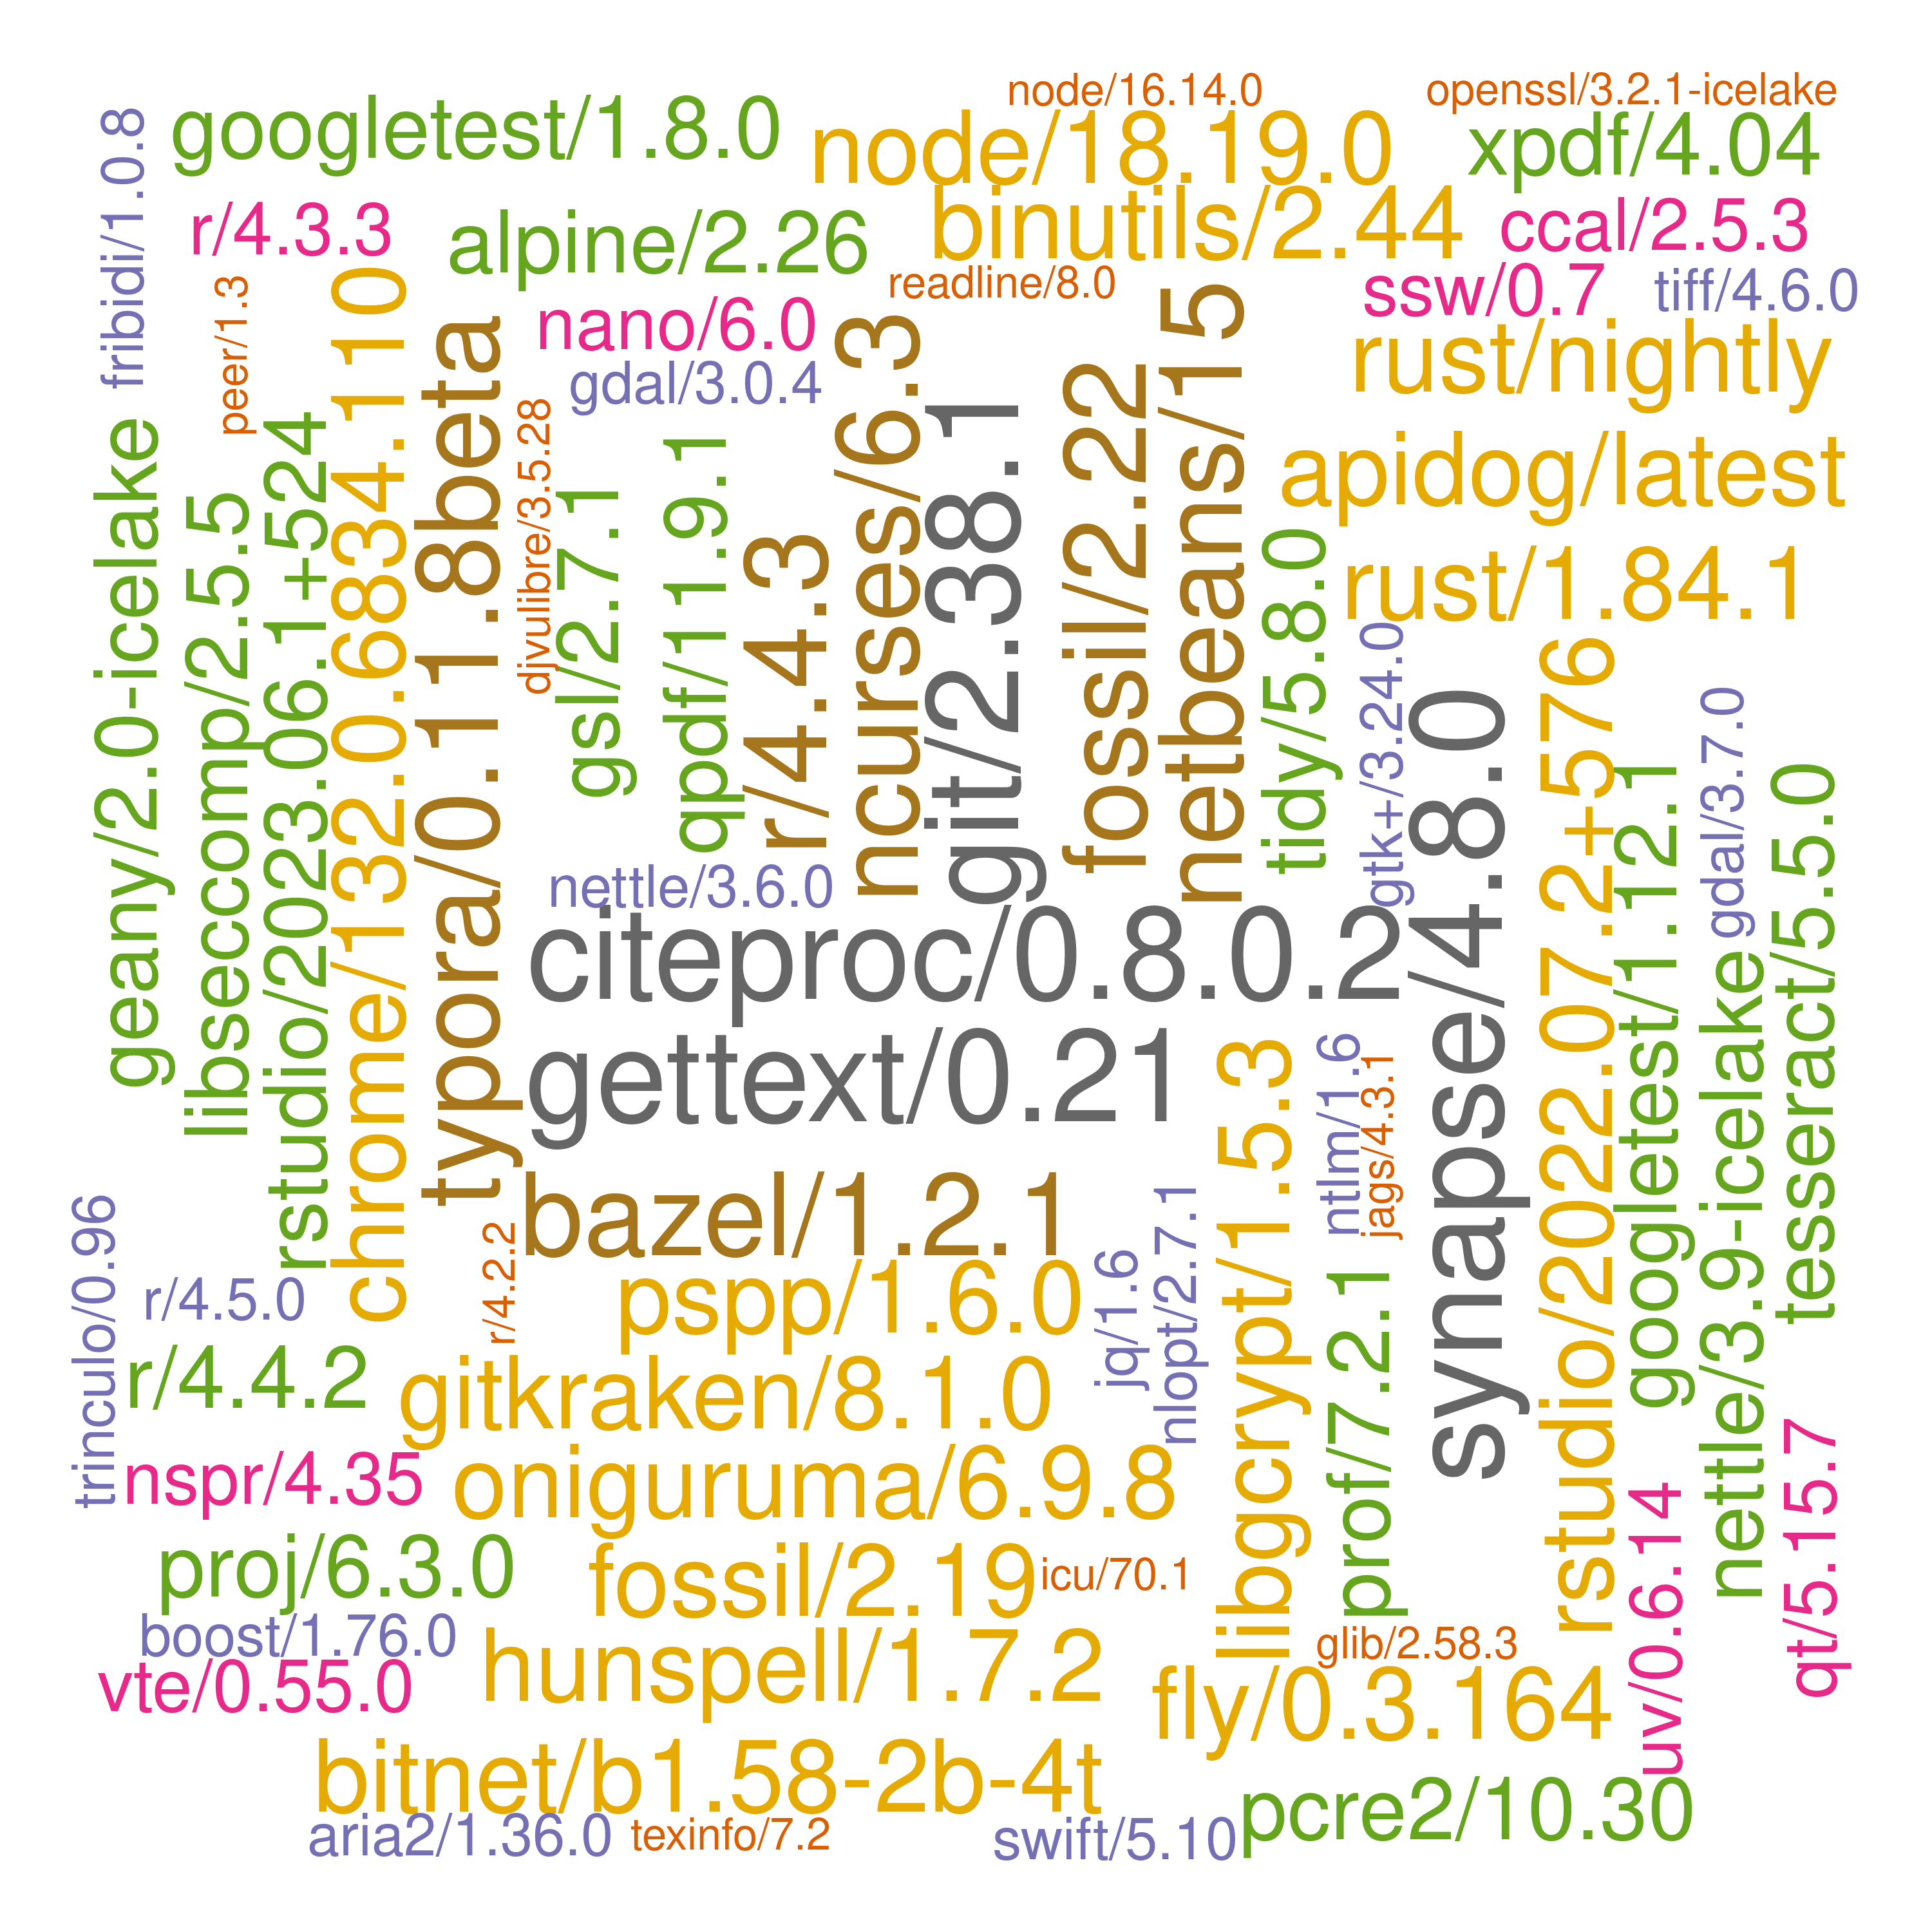 node/16.14.0
openssl/3.2.1-icelake
googletest/1.8.0
node/18.19.0
xpdf/4.04
fribidi/1.0.8
r/4.3.3
alpine/2.26
binutils/2.44
ccal/2.5.3
readline/8.0
ssw/0.7
tiff/4.6.0
peer/1.3
nano/6.0
rust/nightly
gdal/3.0.4
chrome/132.0.6834.110
typora/0.1.8beta
ncurses/6.3
netbeans/15
fossil/2.22
git/2.38.1
apidog/latest
geany/2.0-icelake
libseccomp/2.5.5
rstudio/2023.06.1+524
djvulibre/3.5.28
gsl/2.7.1
qpdf/11.9.1
r/4.4.3
tidy/5.8.0
rust/1.84.1
gtk+/3.24.0
synapse/4.8.0
rstudio/2022.07.2+576
googletest/1.12.1
gdal/3.7.0
tesseract/5.5.0
nettle/3.6.0
citeproc/0.8.0.2
gettext/0.21
nettle/3.9-icelake
libgcrypt/1.5.3
ntlm/1.6
jags/4.3.1
bazel/1.2.1
trinculo/0.96
r/4.2.2
r/4.5.0
pspp/1.6.0
jq/1.6
nlopt/2.7.1
prof/7.2.1
r/4.4.2
gitkraken/8.1.0
nspr/4.35
oniguruma/6.9.8
uv/0.6.14
qt/5.15.7
proj/6.3.0
fossil/2.19
icu/70.1
boost/1.76.0
hunspell/1.7.2
glib/2.58.3
vte/0.55.0
fly/0.3.164
bitnet/b1.58-2b-4t
pcre2/10.30
aria2/1.36.0
texinfo/7.2
swift/5.10